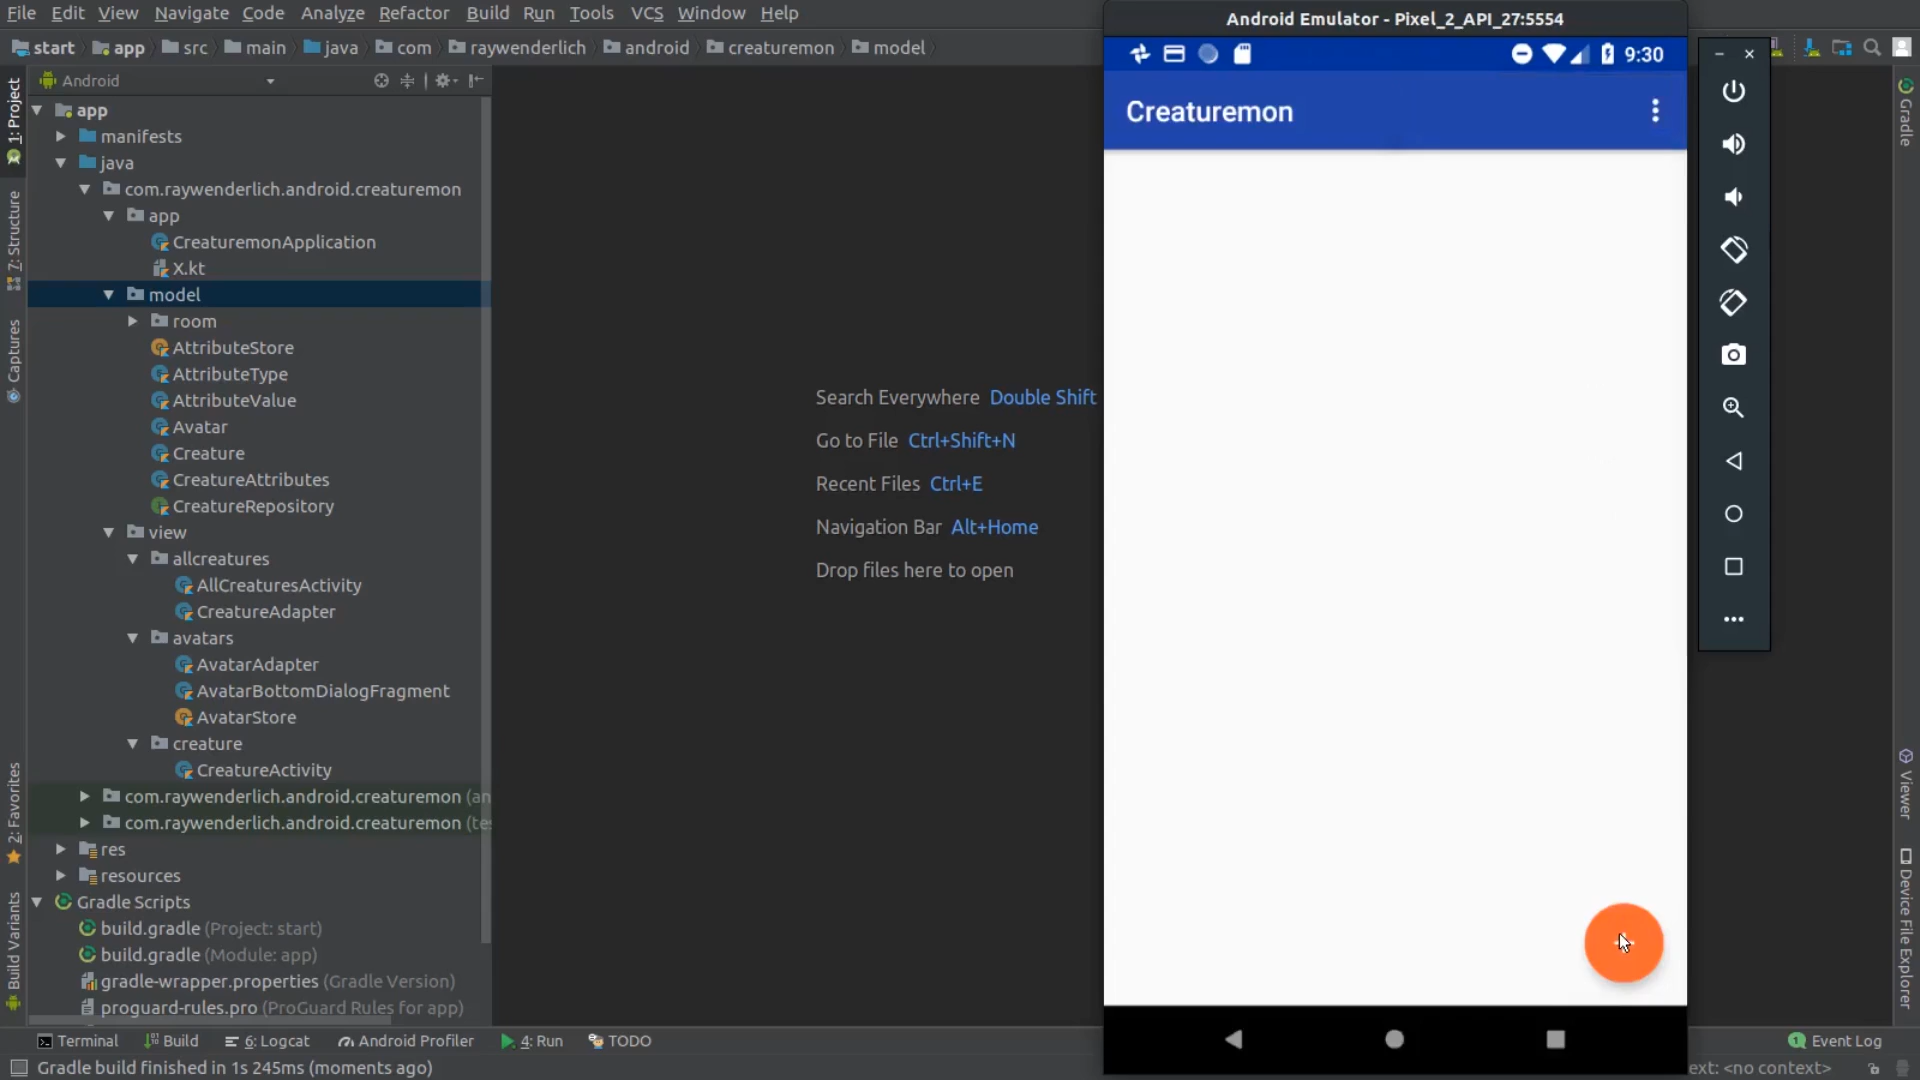 File Edit View Navigate Code Analyze Refactor Build Run Tools VCS Window Help
Android Emulator - Pixel_2_API_27:5554
start app src main java com raywenderlich android creaturemon model
9:30
Creaturemon
Android
1: Project
7: Structure
Captures
2: Favorites
Build Variants
app
manifests
java
com.raywenderlich.android.creaturemon
app
CreaturemonApplication
X.kt
model
room
AttributeStore
AttributeType
AttributeValue
Avatar
Creature
CreatureAttributes
CreatureRepository
view
allcreatures
AllCreaturesActivity
CreatureAdapter
avatars
AvatarAdapter
AvatarBottomDialogFragment
AvatarStore
creature
CreatureActivity
com.raywenderlich.android.creaturemon (an
com.raywenderlich.android.creaturemon (te
res
resources
Gradle Scripts
build.gradle (Project: start)
build.gradle (Module: app)
gradle-wrapper.properties (Gradle Version)
proguard-rules.pro (ProGuard Rules for app)
Search Everywhere Double Shift
Go to File Ctrl+Shift+N
Recent Files Ctrl+E
Navigation Bar Alt+Home
Drop files here to open
Gradle
Viewer
Device File Explorer
Terminal Build 6: Logcat Android Profiler 4: Run TODO
1 Event Log
Gradle build finished in 1s 245ms (moments ago)
ext: <no context>